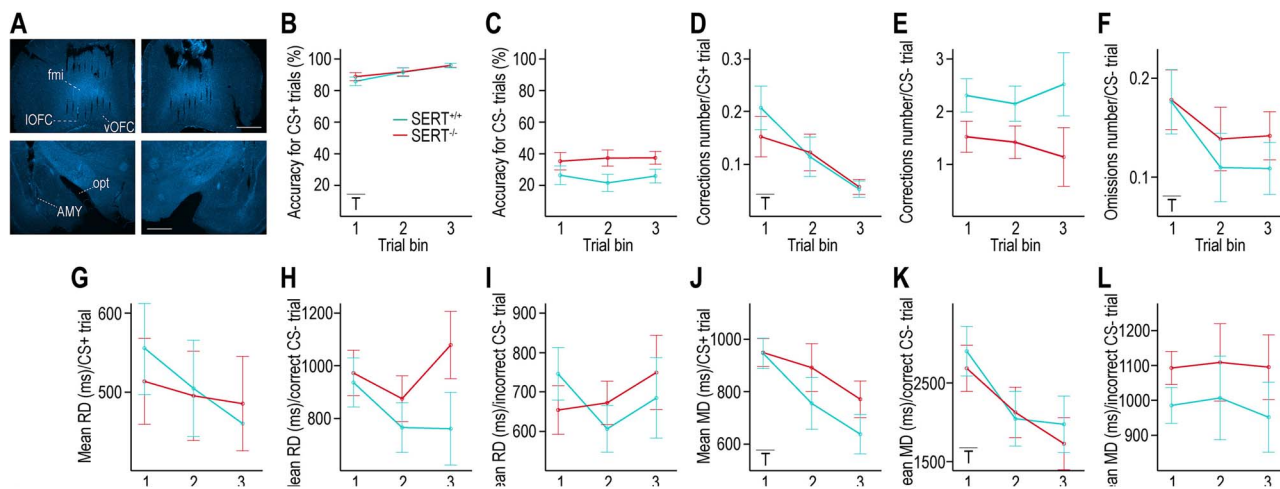 A
fmi
lOFC
vOFC
opt
AMY
B
Accuracy for CS+ trials (%)
100
80
60
40
20
SERT+/+
SERT-/-
T
1 2 3
Trial bin
C
Accuracy for CS- trials (%)
100
80
60
40
20
1 2 3
Trial bin
D
Corrections number/CS+ trial
0.3
0.2
0.1
T
1 2 3
Trial bin
E
Corrections number/CS- trial
3
2
1
1 2 3
Trial bin
F
Omissions number/CS- trial
0.2
0.1
T
1 2 3
Trial bin
G
Mean RD (ms)/CS+ trial
600
500
1 2 3
H
ean RD (ms)/correct CS- trial
1200
1000
800
1 2 3
I
ean RD (ms)/incorrect CS- trial
900
800
700
600
1 2 3
J
Mean MD (ms)/CS+ trial
1000
800
600
T
1 2 3
K
ean MD (ms)/correct CS- trial
2500
1500
T
1 2 3
L
ean MD (ms)/incorrect CS- trial
1200
1100
1000
900
1 2 3